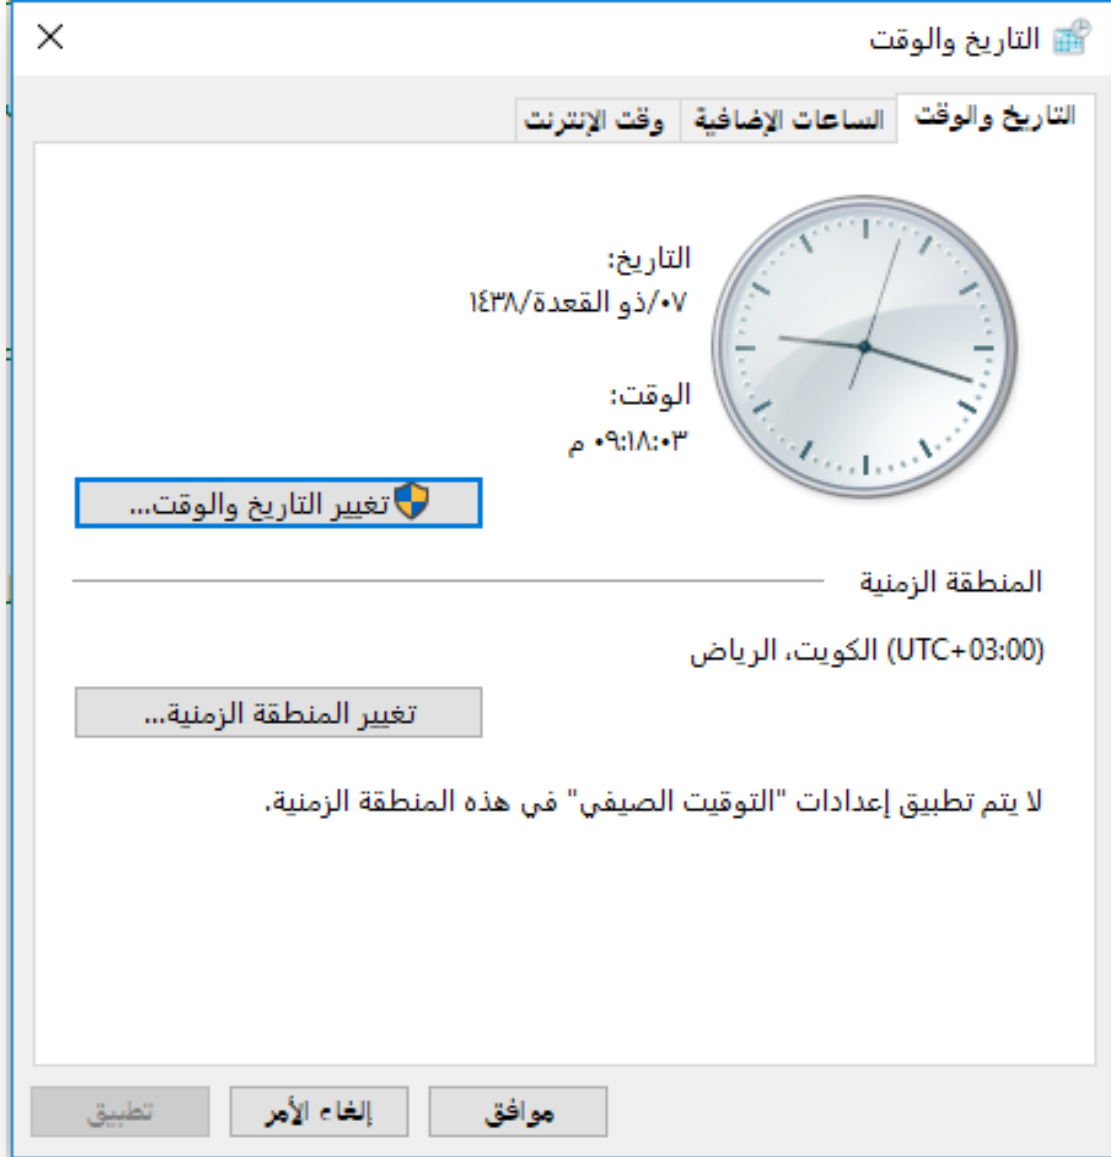 التاريخ والوقت
التاريخ والوقت الساعات الإضافية وقت الإنترنت
التاريخ:
٠٧/ذو القعدة/١٤٣٨
الوقت:
٠٩:١٨:٠٣ م
تغيير التاريخ والوقت...
المنطقة الزمنية
(UTC+03:00) الكويت، الرياض
تغيير المنطقة الزمنية...
لا يتم تطبيق إعدادات "التوقيت الصيفي" في هذه المنطقة الزمنية.
موافق إلغاء الأمر تطبيق